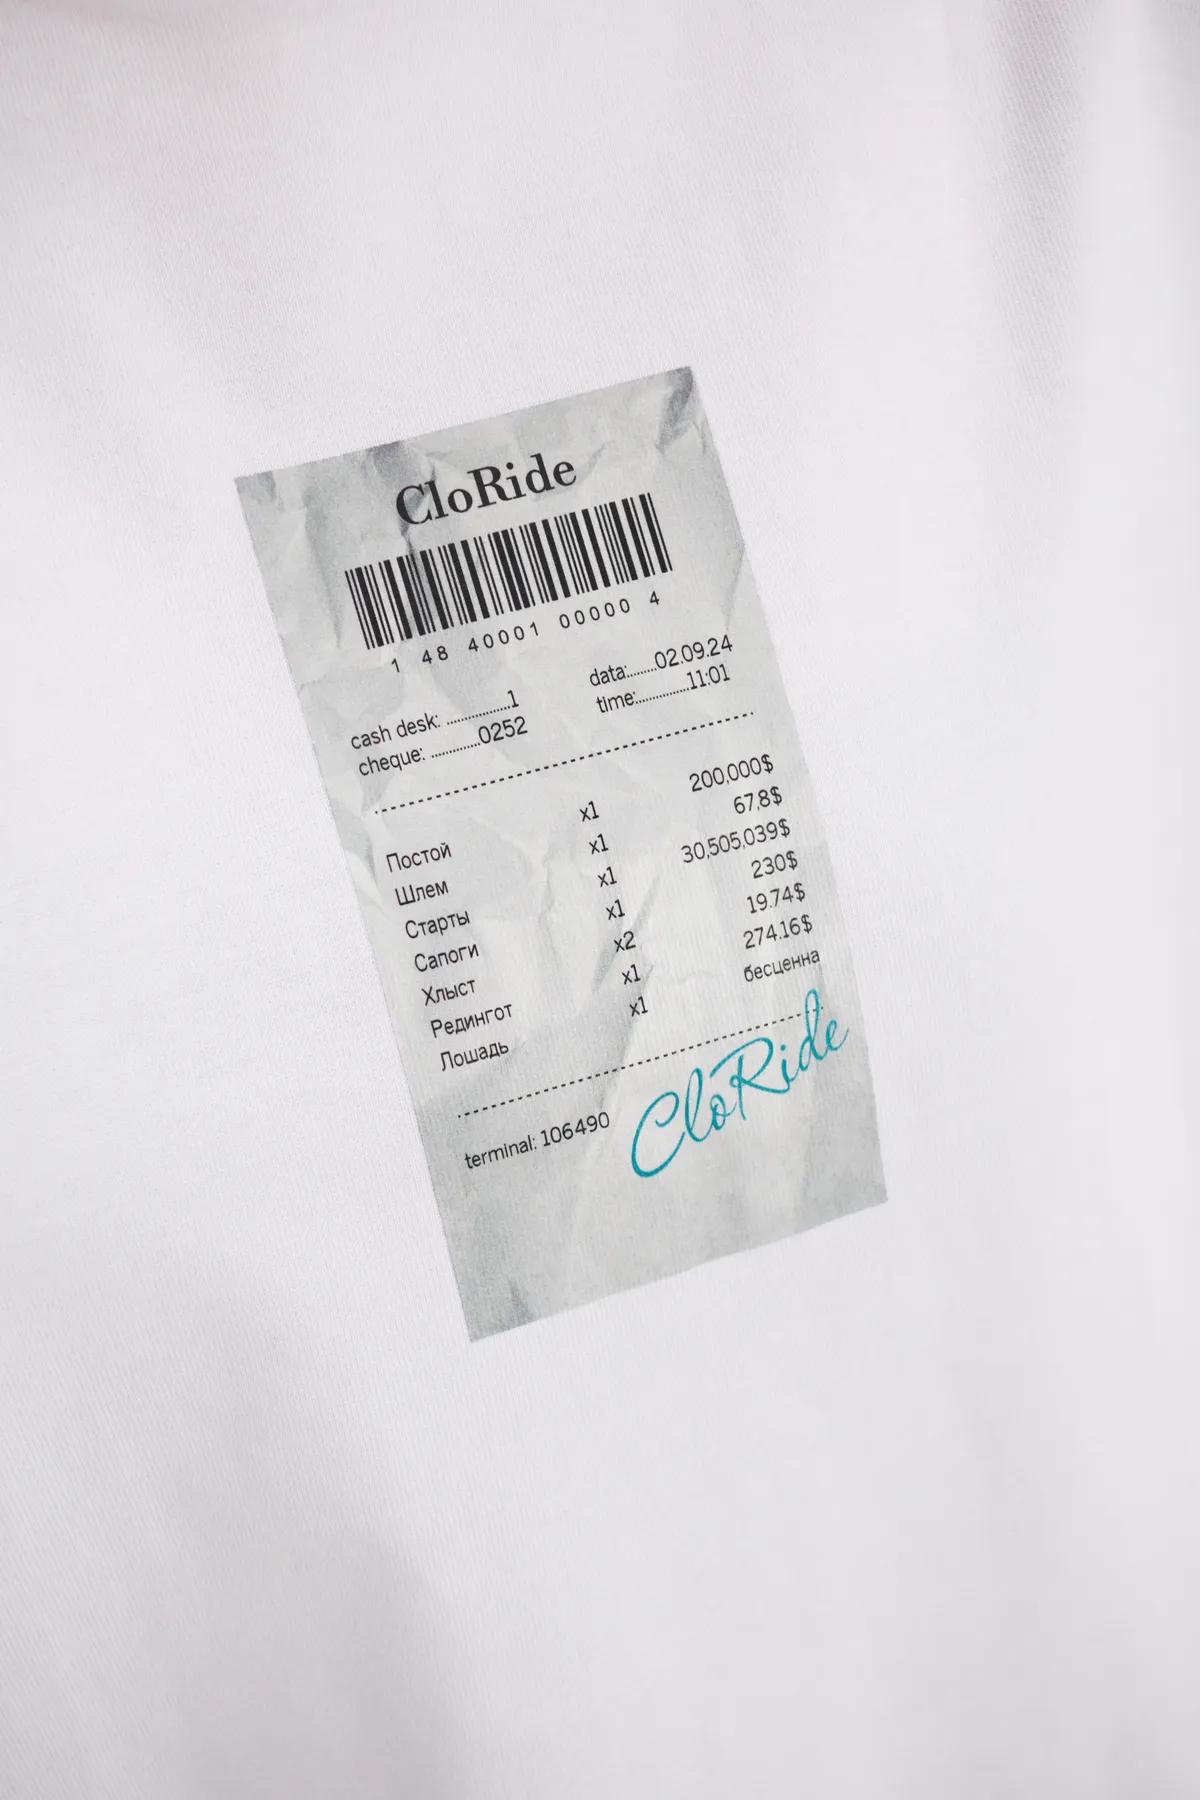 CloRide
1 48 40001 00000 4
cash desk: .................1 data:........02.09.24
cheque: .............0252 time:...............11:01
Постой x1 200,000$
Шлем x1 67,8$
Старты x1 30,505,039$
Сапоги x1 230$
Хлыст x2 19.74$
Редингот x1 274.16$
Лошадь x1 бесценна
terminal: 106490 CloRide